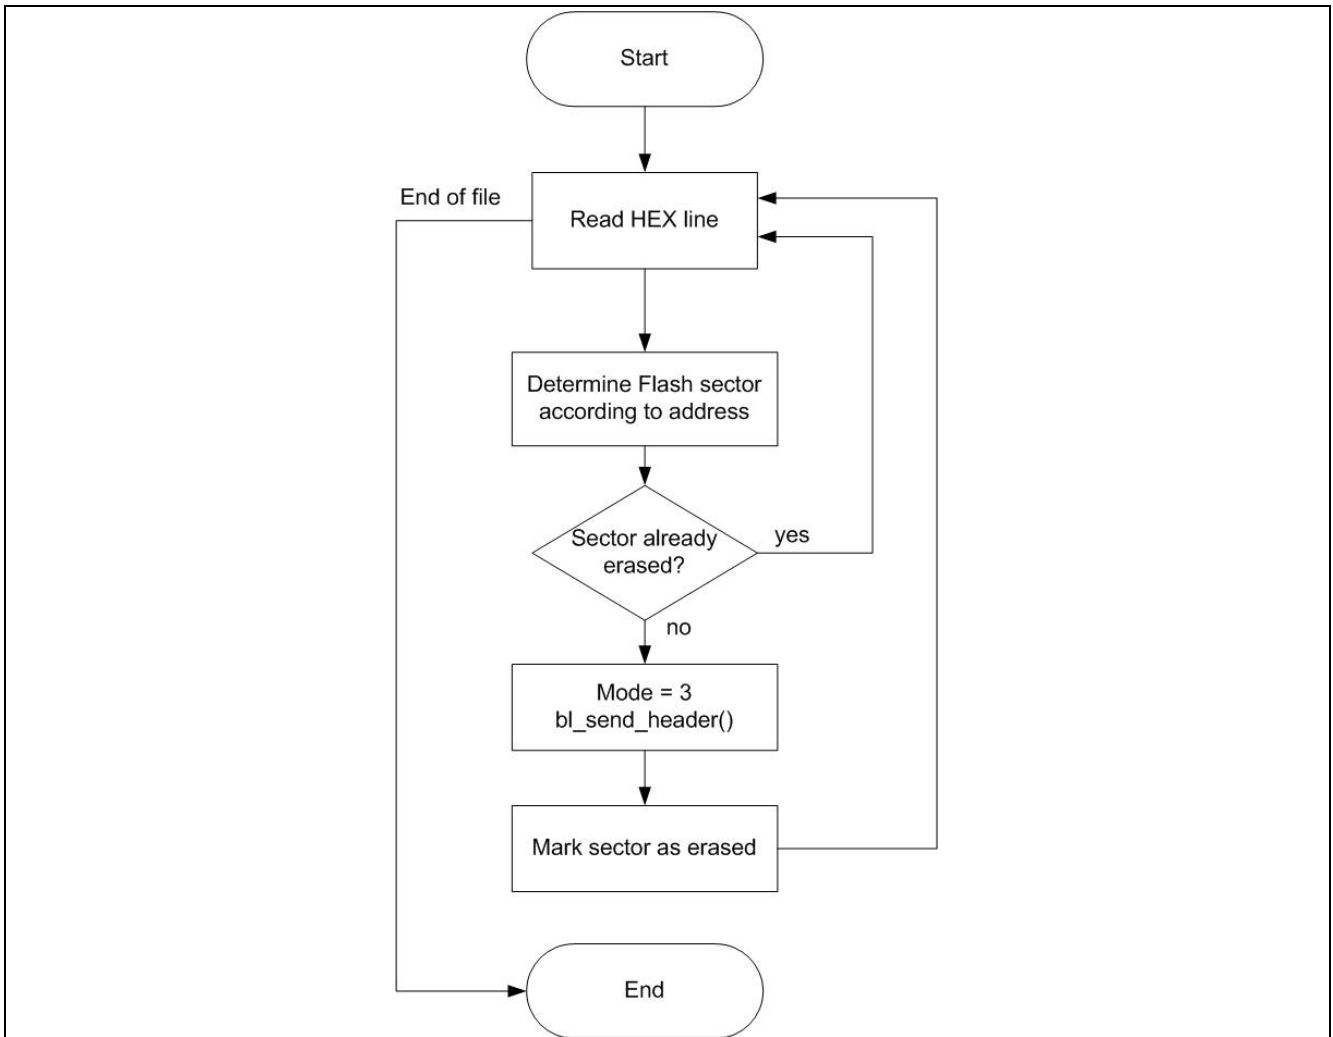 Start
End of file
Read HEX line
Determine Flash sector
according to address
Sector already
erased?
yes
no
Mode = 3
bl_send_header()
Mark sector as erased
End